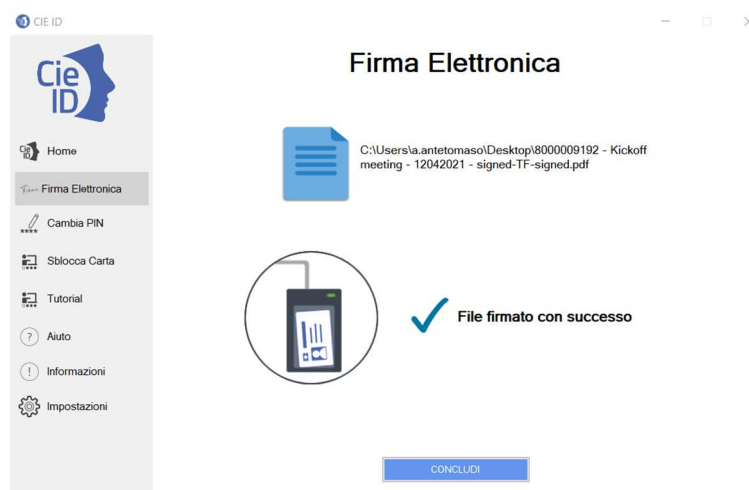 CIE ID
Cie
ID
Firma Elettronica
C:\Users\a.antetomaso\Desktop\8000009192 - Kickoff
meeting - 12042021 - signed-TF-signed.pdf
Home
Firma Elettronica
Cambia PIN
Sblocca Carta
Tutorial
Aiuto
Informazioni
Impostazioni
File firmato con successo
CONCLUDI